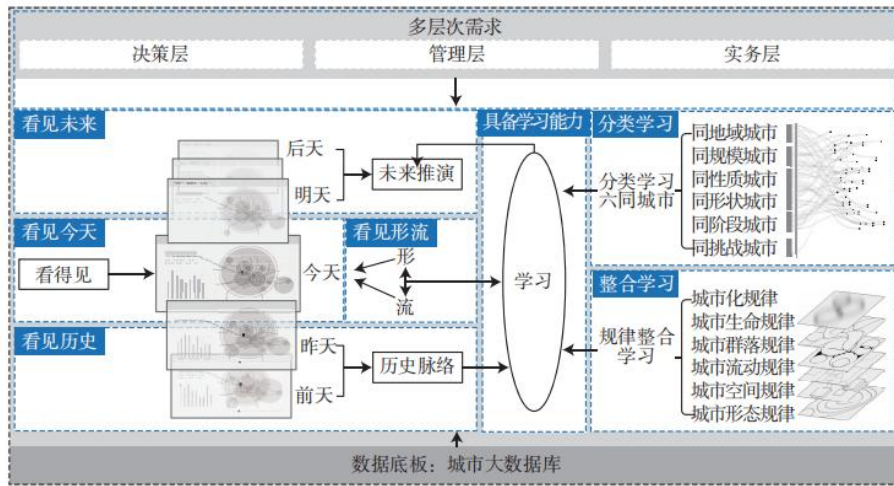 多层次需求
决策层
管理层
实务层
看见未来
后天
明天
未来推演
看见今天
看得见
今天
看见形流
形
流
看见历史
昨天
前天
历史脉络
具备学习能力
学习
分类学习
分类学习
六同城市
同地域城市
同规模城市
同性质城市
同形状城市
同阶段城市
同挑战城市
整合学习
规律整合
学习
城市化规律
城市生命规律
城市群落规律
城市流动规律
城市空间规律
城市形态规律
数据底板：城市大数据库